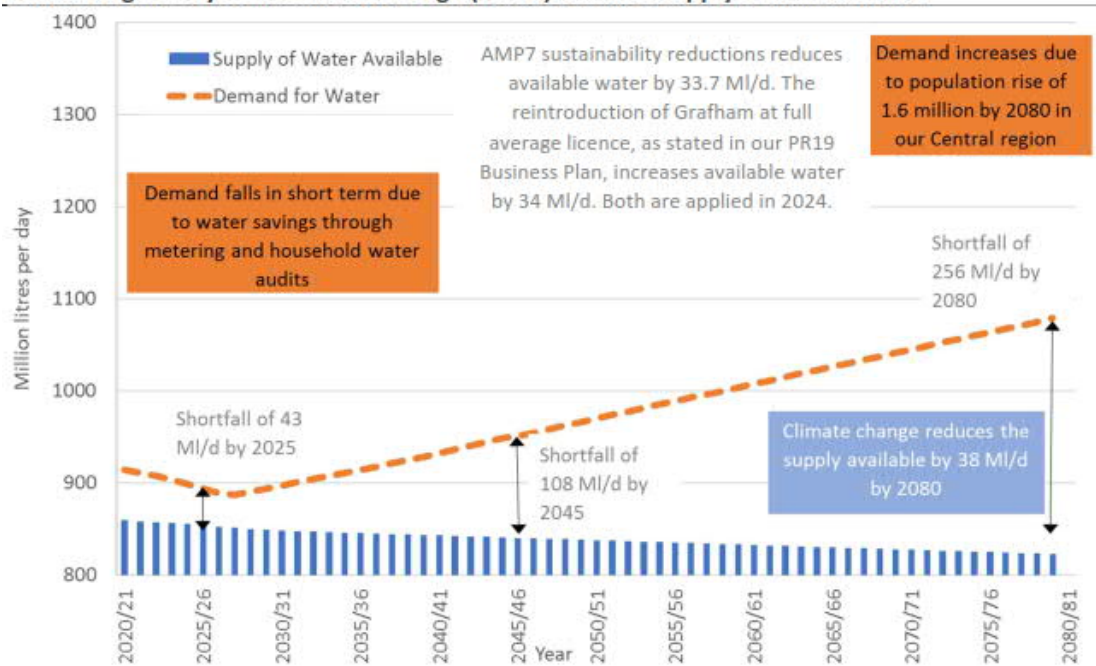 1400
1300
1200
1100
1000
900
800
Million litres per day
Supply of Water Available
Demand for Water
AMP7 sustainability reductions reduces
available water by 33.7 Ml/d. The
reintroduction of Grafham at full
average licence, as stated in our PR19
Business Plan, increases available water
by 34 Ml/d. Both are applied in 2024.
Demand increases due
to population rise of
1.6 million by 2080 in
our Central region
Demand falls in short term due
to water savings through
metering and household water
audits
Shortfall of
256 Ml/d by
2080
Shortfall of 43
Ml/d by 2025
Shortfall of
108 Ml/d by
2045
Climate change reduces the
supply available by 38 Ml/d
by 2080
2020/21
2025/26
2030/31
2035/36
2040/41
2045/46
2050/51
2055/56
2060/61
2065/66
2070/71
2075/76
2080/81
Year